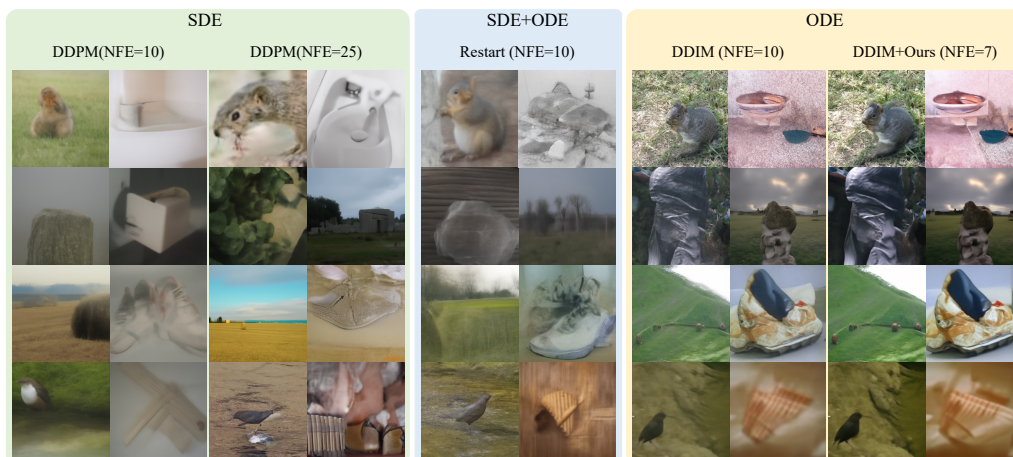 SDE
SDE+ODE
ODE
DDPM(NFE=10)
DDPM(NFE=25)
Restart (NFE=10)
DDIM (NFE=10)
DDIM+Ours (NFE=7)